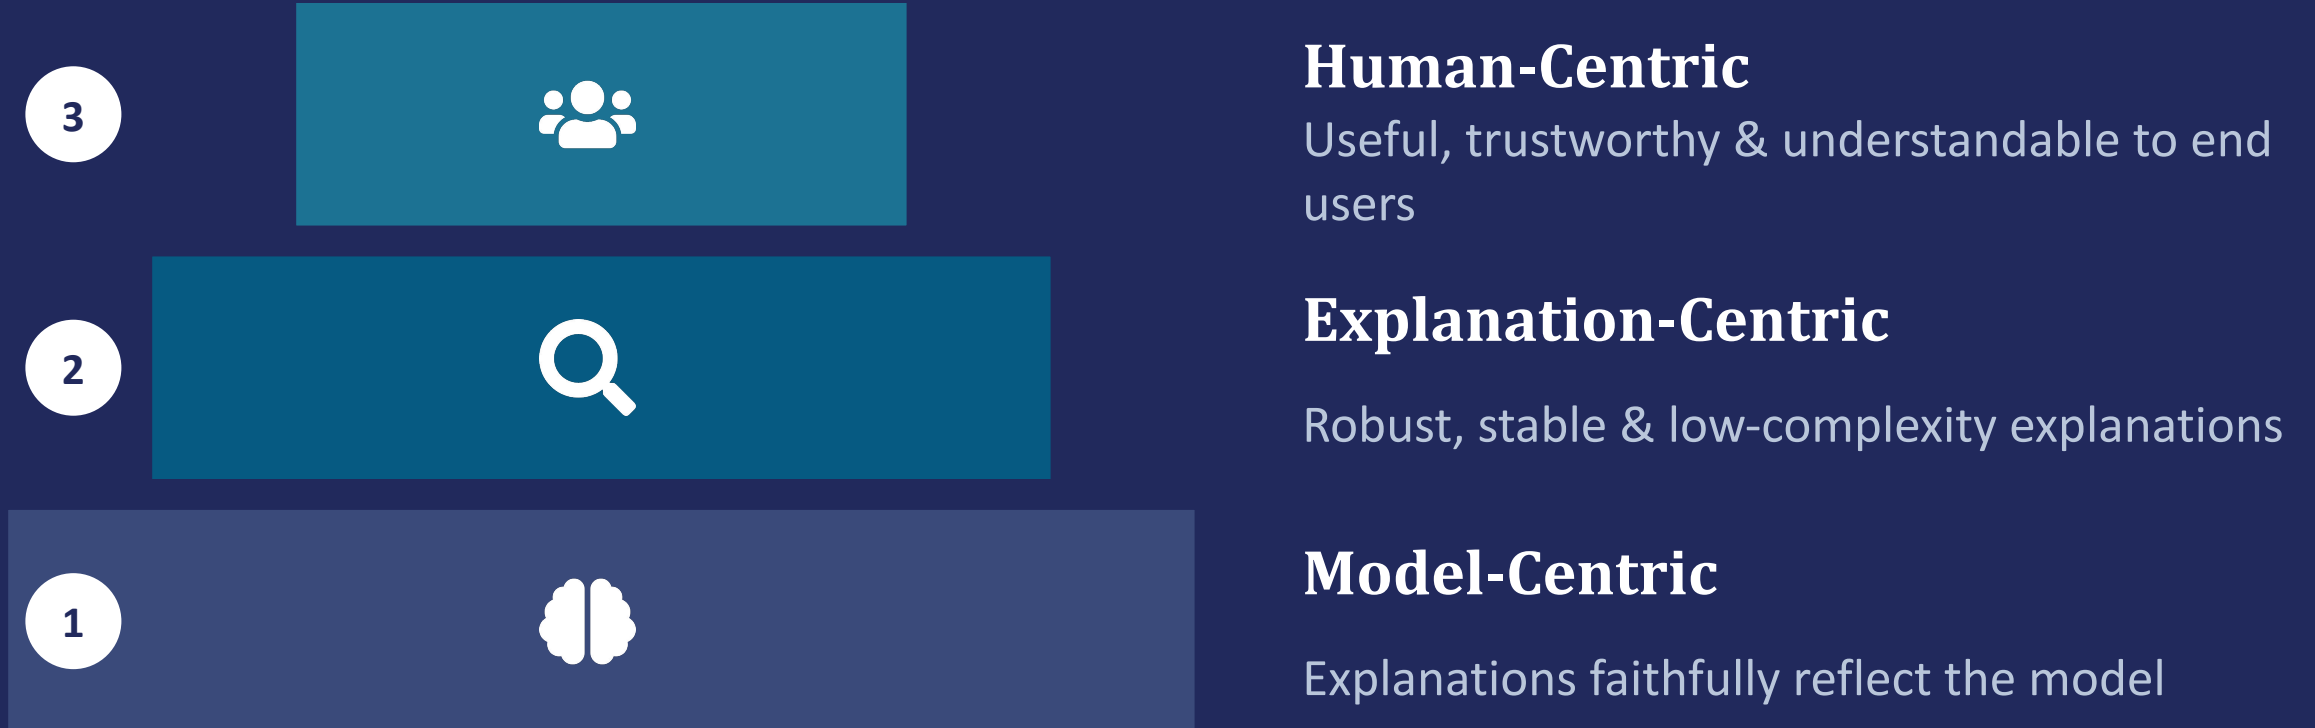 3
Human-Centric
Useful, trustworthy & understandable to end
users
2
Explanation-Centric
Robust, stable & low-complexity explanations
1
Model-Centric
Explanations faithfully reflect the model